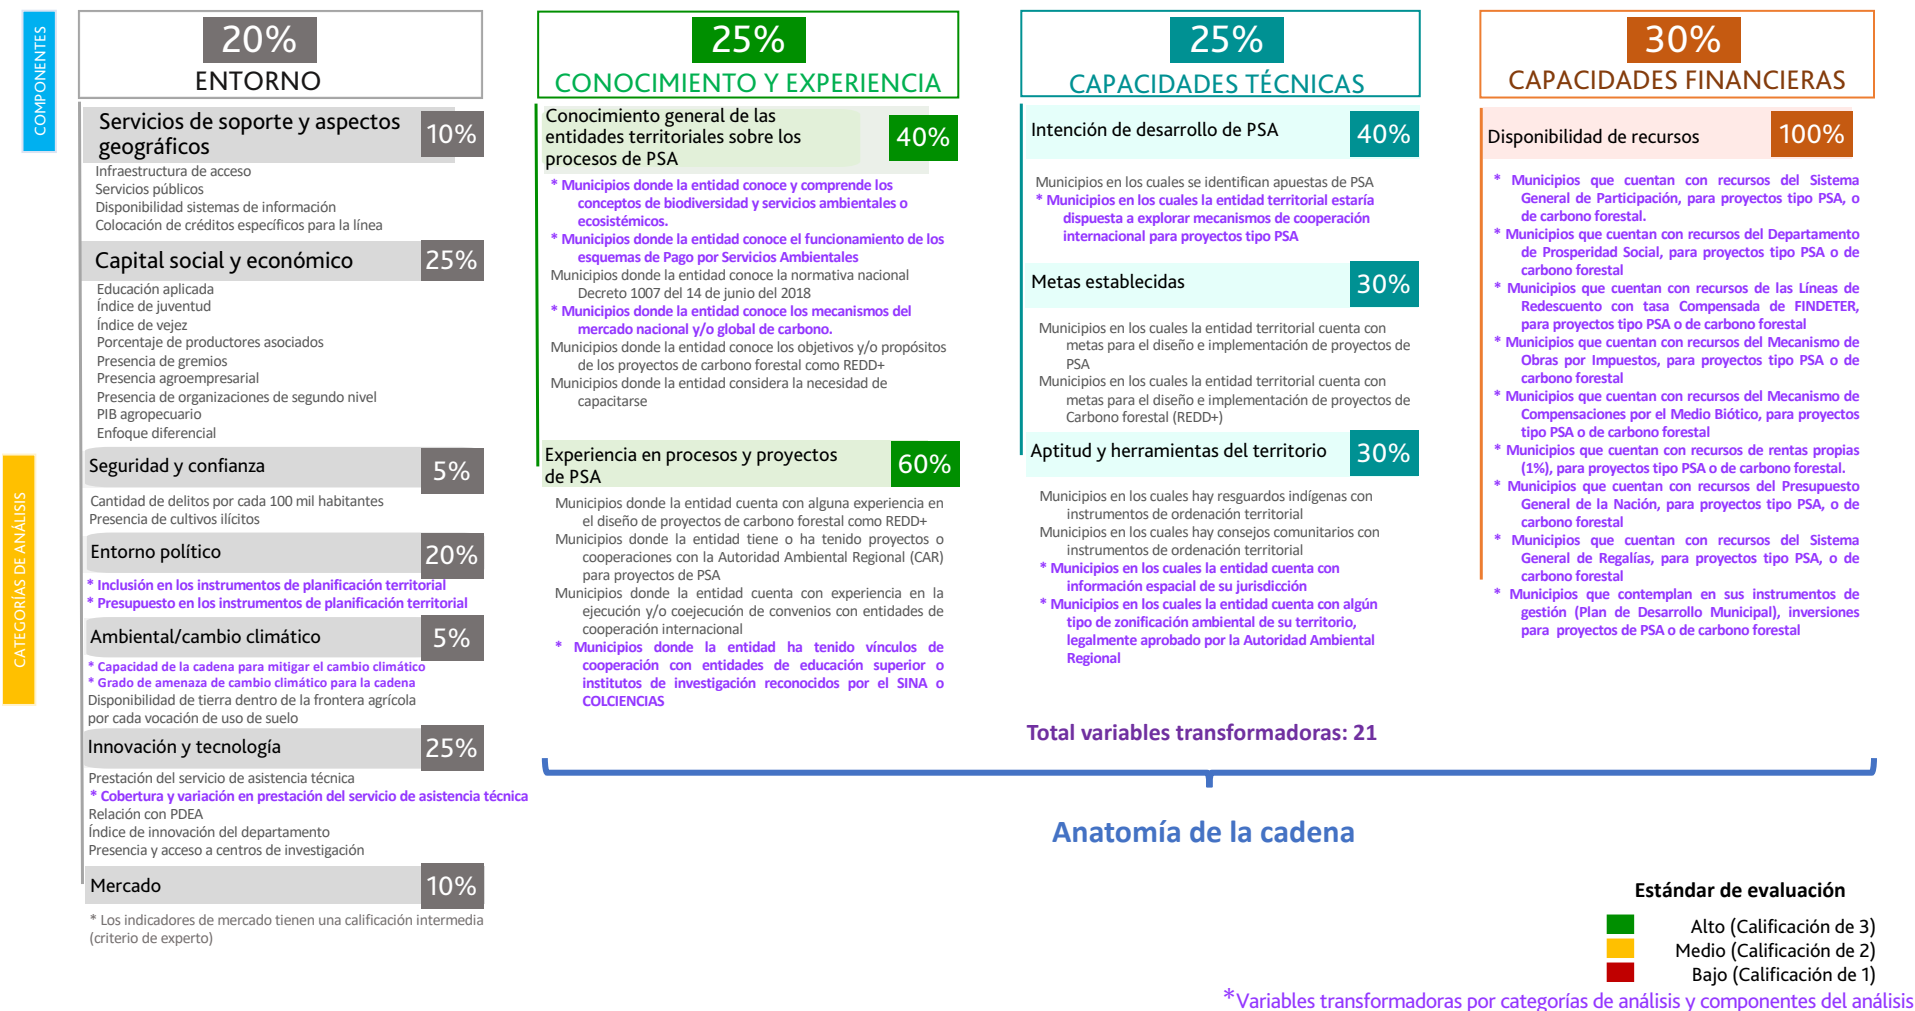 COMPONENTES
CATEGORÍAS DE ANÁLISIS
20%
ENTORNO
Servicios de soporte y aspectos
geográficos
10%
Infraestructura de acceso
Servicios públicos
Disponibilidad sistemas de información
Colocación de créditos específicos para la línea
Capital social y económico
25%
Educación aplicada
Índice de juventud
Índice de vejez
Porcentaje de productores asociados
Presencia de gremios
Presencia agroempresarial
Presencia de organizaciones de segundo nivel
PIB agropecuario
Enfoque diferencial
Seguridad y confianza
5%
Cantidad de delitos por cada 100 mil habitantes
Presencia de cultivos ilícitos
Entorno político
20%
* Inclusión en los instrumentos de planificación territorial
* Presupuesto en los instrumentos de planificación territorial
Ambiental/cambio climático
5%
* Capacidad de la cadena para mitigar el cambio climático
* Grado de amenaza de cambio climático para la cadena
Disponibilidad de tierra dentro de la frontera agrícola
por cada vocación de uso de suelo
Innovación y tecnología
25%
Prestación del servicio de asistencia técnica
* Cobertura y variación en prestación del servicio de asistencia técnica
Relación con PDEA
Índice de innovación del departamento
Presencia y acceso a centros de investigación
Mercado
10%
* Los indicadores de mercado tienen una calificación intermedia
(criterio de experto)
25%
CONOCIMIENTO Y EXPERIENCIA
Conocimiento general de las
entidades territoriales sobre los
procesos de PSA
40%
* Municipios donde la entidad conoce y comprende los
conceptos de biodiversidad y servicios ambientales o
ecosistémicos.
* Municipios donde la entidad conoce el funcionamiento de los
esquemas de Pago por Servicios Ambientales
Municipios donde la entidad conoce la normativa nacional
Decreto 1007 del 14 de junio del 2018
* Municipios donde la entidad conoce los mecanismos del
mercado nacional y/o global de carbono.
Municipios donde la entidad conoce los objetivos y/o propósitos
de los proyectos de carbono forestal como REDD+
Municipios donde la entidad considera la necesidad de
capacitarse
Experiencia en procesos y proyectos
de PSA
60%
Municipios donde la entidad cuenta con alguna experiencia en
el diseño de proyectos de carbono forestal como REDD+
Municipios donde la entidad tiene o ha tenido proyectos o
cooperaciones con la Autoridad Ambiental Regional (CAR)
para proyectos de PSA
Municipios donde la entidad cuenta con experiencia en la
ejecución y/o coejecución de convenios con entidades de
cooperación internacional
* Municipios donde la entidad ha tenido vínculos de
cooperación con entidades de educación superior o
institutos de investigación reconocidos por el SINA o
COLCIENCIAS
25%
CAPACIDADES TÉCNICAS
Intención de desarrollo de PSA
40%
Municipios en los cuales se identifican apuestas de PSA
* Municipios en los cuales la entidad territorial estaría
dispuesta a explorar mecanismos de cooperación
internacional para proyectos tipo PSA
Metas establecidas
30%
Municipios en los cuales la entidad territorial cuenta con
metas para el diseño e implementación de proyectos de
PSA
Municipios en los cuales la entidad territorial cuenta con
metas para el diseño e implementación de proyectos de
Carbono forestal (REDD+)
Aptitud y herramientas del territorio
30%
Municipios en los cuales hay resguardos indígenas con
instrumentos de ordenación territorial
Municipios en los cuales hay consejos comunitarios con
instrumentos de ordenación territorial
* Municipios en los cuales la entidad cuenta con
información espacial de su jurisdicción
* Municipios en los cuales la entidad cuenta con algún
tipo de zonificación ambiental de su territorio,
legalmente aprobado por la Autoridad Ambiental
Regional
30%
CAPACIDADES FINANCIERAS
Disponibilidad de recursos
100%
* Municipios que cuentan con recursos del Sistema
General de Participación, para proyectos tipo PSA, o
de carbono forestal.
* Municipios que cuentan con recursos del Departamento
de Prosperidad Social, para proyectos tipo PSA o de
carbono forestal
* Municipios que cuentan con recursos de las Líneas de
Redescuento con tasa Compensada de FINDETER,
para proyectos tipo PSA o de carbono forestal
* Municipios que cuentan con recursos del Mecanismo de
Obras por Impuestos, para proyectos tipo PSA o de
carbono forestal
* Municipios que cuentan con recursos del Mecanismo de
Compensaciones por el Medio Biótico, para proyectos
tipo PSA o de carbono forestal
* Municipios que cuentan con recursos de rentas propias
(1%), para proyectos tipo PSA o de carbono forestal.
* Municipios que cuentan con recursos del Presupuesto
General de la Nación, para proyectos tipo PSA, o de
carbono forestal
* Municipios que cuentan con recursos del Sistema
General de Regalías, para proyectos tipo PSA, o de
carbono forestal
* Municipios que contemplan en sus instrumentos de
gestión (Plan de Desarrollo Municipal), inversiones
para proyectos de PSA o de carbono forestal
Total variables transformadoras: 21
Anatomía de la cadena
Estándar de evaluación
Alto (Calificación de 3)
Medio (Calificación de 2)
Bajo (Calificación de 1)
*Variables transformadoras por categorías de análisis y componentes del análisis